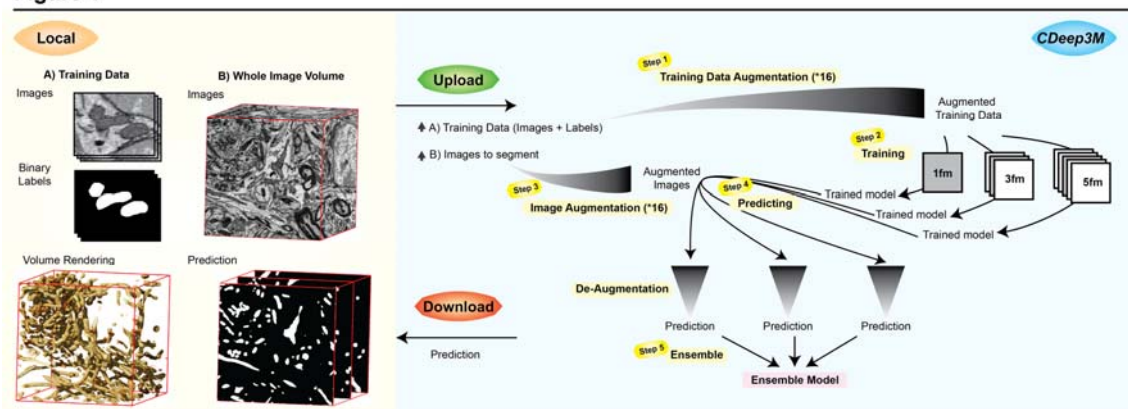 Local
A) Training Data
Images
Binary
Labels
B) Whole Image Volume
Images
Volume Rendering
Prediction
Upload
A) Training Data (Images + Labels)
B) Images to segment
Download
Prediction
CDeep3M
Step 1
Training Data Augmentation (*16)
Augmented
Training Data
Step 2
Training
1fm
3fm
5fm
Trained model
Trained model
Trained model
Step 3
Image Augmentation (*16)
Augmented
Images
Step 4
Predicting
De-Augmentation
Prediction
Prediction
Prediction
Step 5
Ensemble
Ensemble Model